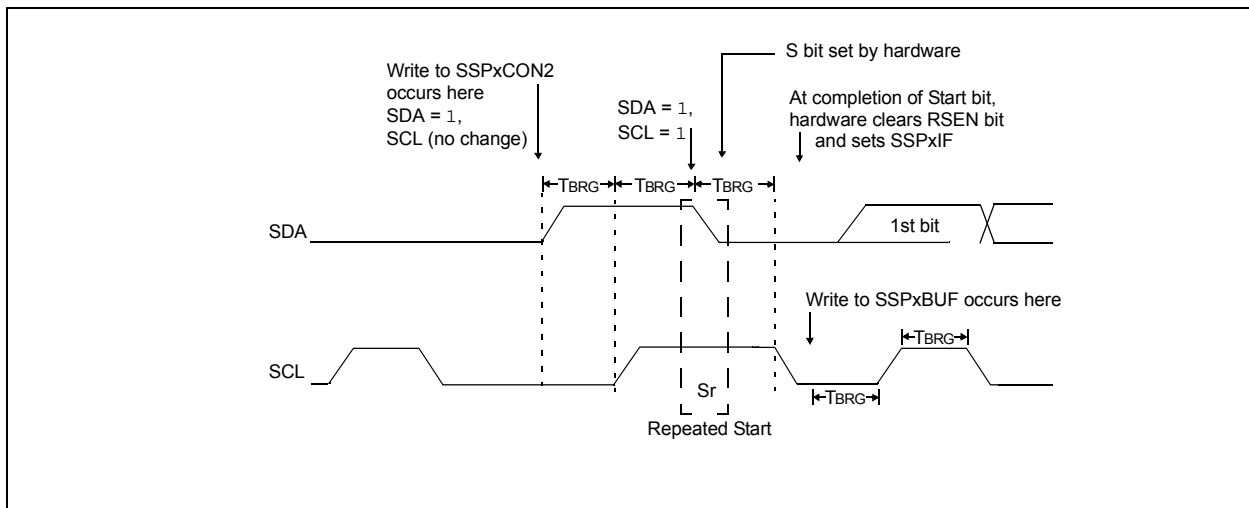 S bit set by hardware
Write to SSPxCON2
occurs here
SDA = 1,
SCL (no change)
SDA = 1,
SCL = 1
At completion of Start bit,
hardware clears RSEN bit
and sets SSPxIF
TBRG TBRG TBRG
SDA
1st bit
Write to SSPxBUF occurs here
TBRG
SCL
Sr
TBRG
Repeated Start